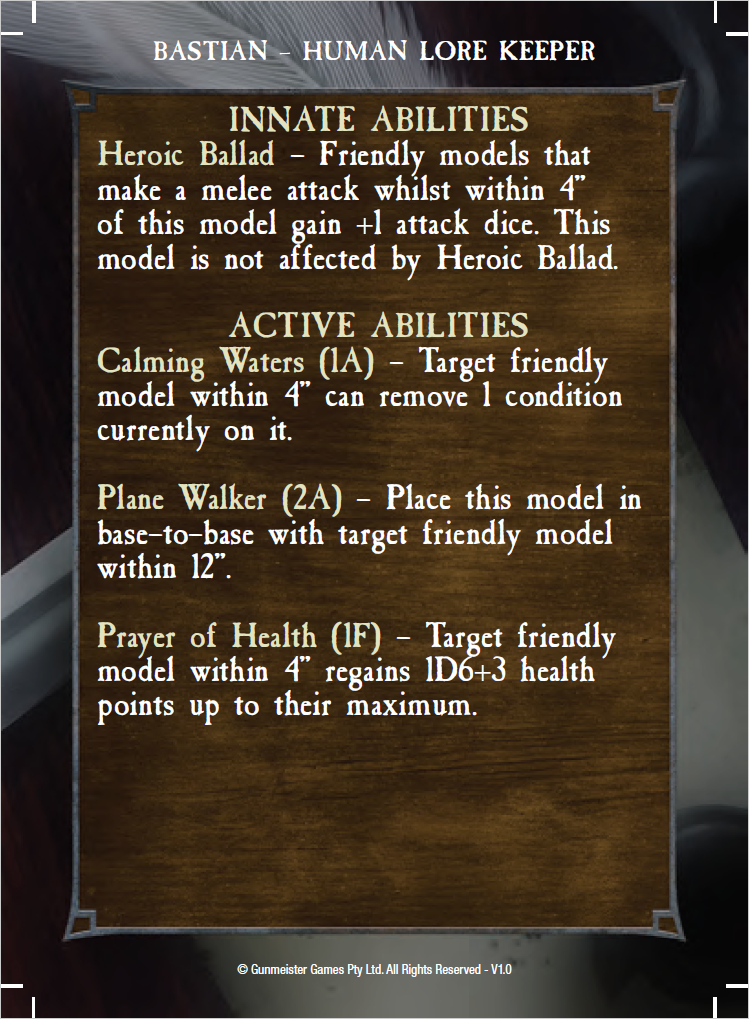 BASTIAN – HUMAN LORE KEEPER
INNATE ABILITIES
Heroic Ballad – Friendly models that
make a melee attack whilst within 4”
of this model gain +1 attack dice. This
model is not affected by Heroic Ballad.
ACTIVE ABILITIES
Calming Waters (1A) – Target friendly
model within 4” can remove 1 condition
currently on it.
Plane Walker (2A) – Place this model in
base-to-base with target friendly model
within 12”.
Prayer of Health (1F) – Target friendly
model within 4” regains 1D6+3 health
points up to their maximum.
© Gunmeister Games Pty Ltd. All Rights Reserved - V1.0